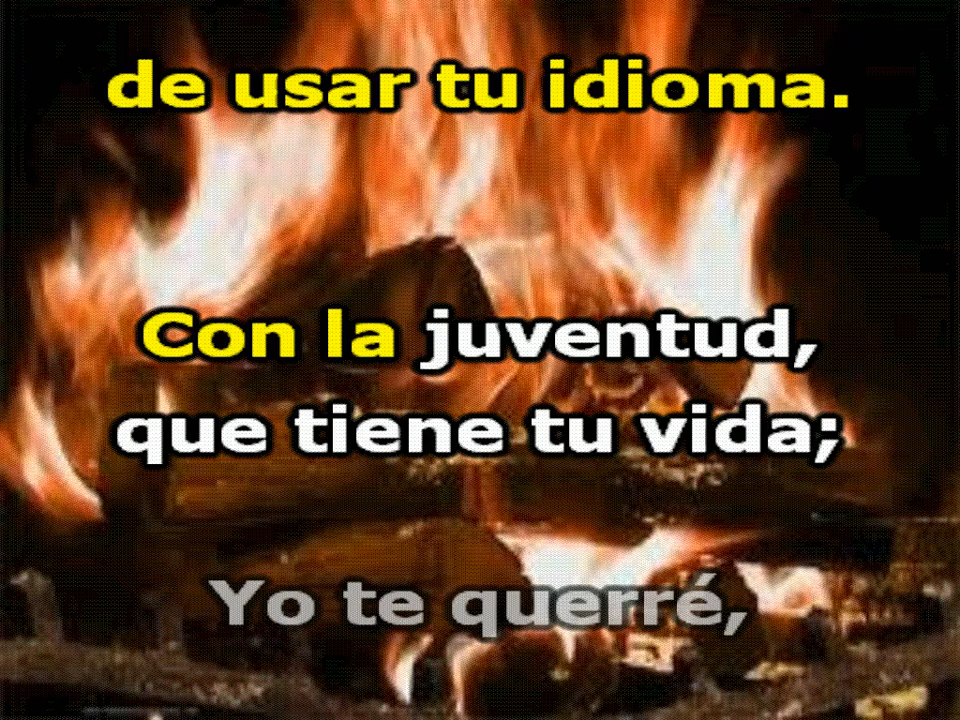 de usar tu idioma.
Con la juventud,
que tiene tu vida;
Yo te querré,